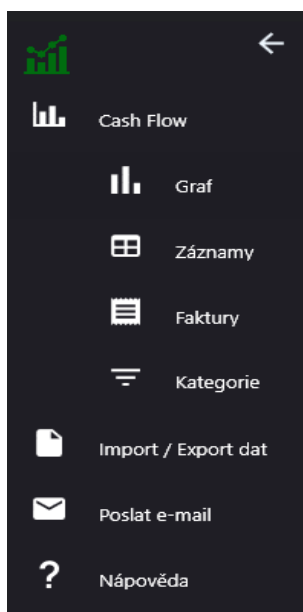 Cash Flow
Graf
Záznamy
Faktury
Kategorie
Import / Export dat
Poslat e-mail
Nápověda